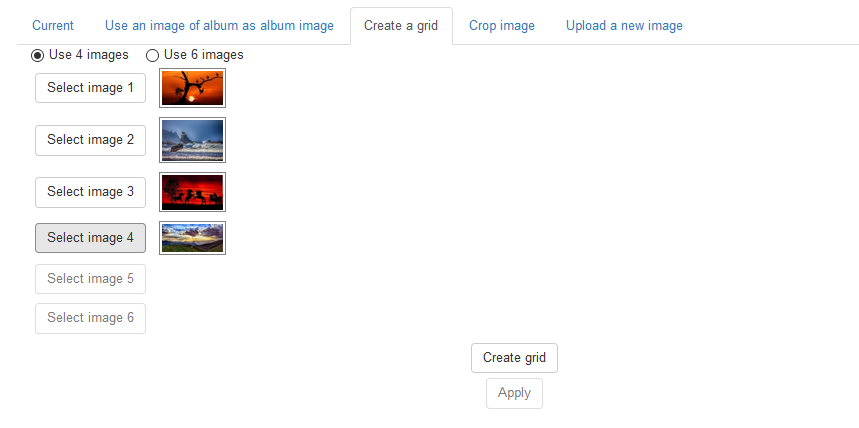 Current Use an image of album as album image Create a grid Crop image Upload a new image
Use 4 images Use 6 images
Select image 1
Select image 2
Select image 3
Select image 4
Select image 5
Select image 6
Create grid
Apply